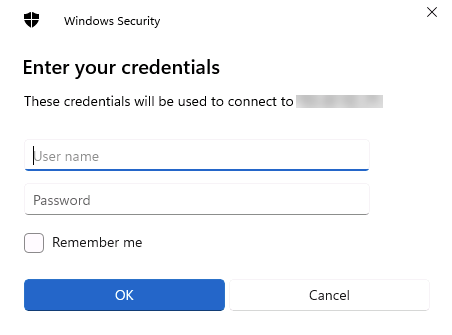 Windows Security
Enter your credentials
These credentials will be used to connect to
User name
Password
Remember me
OK
Cancel